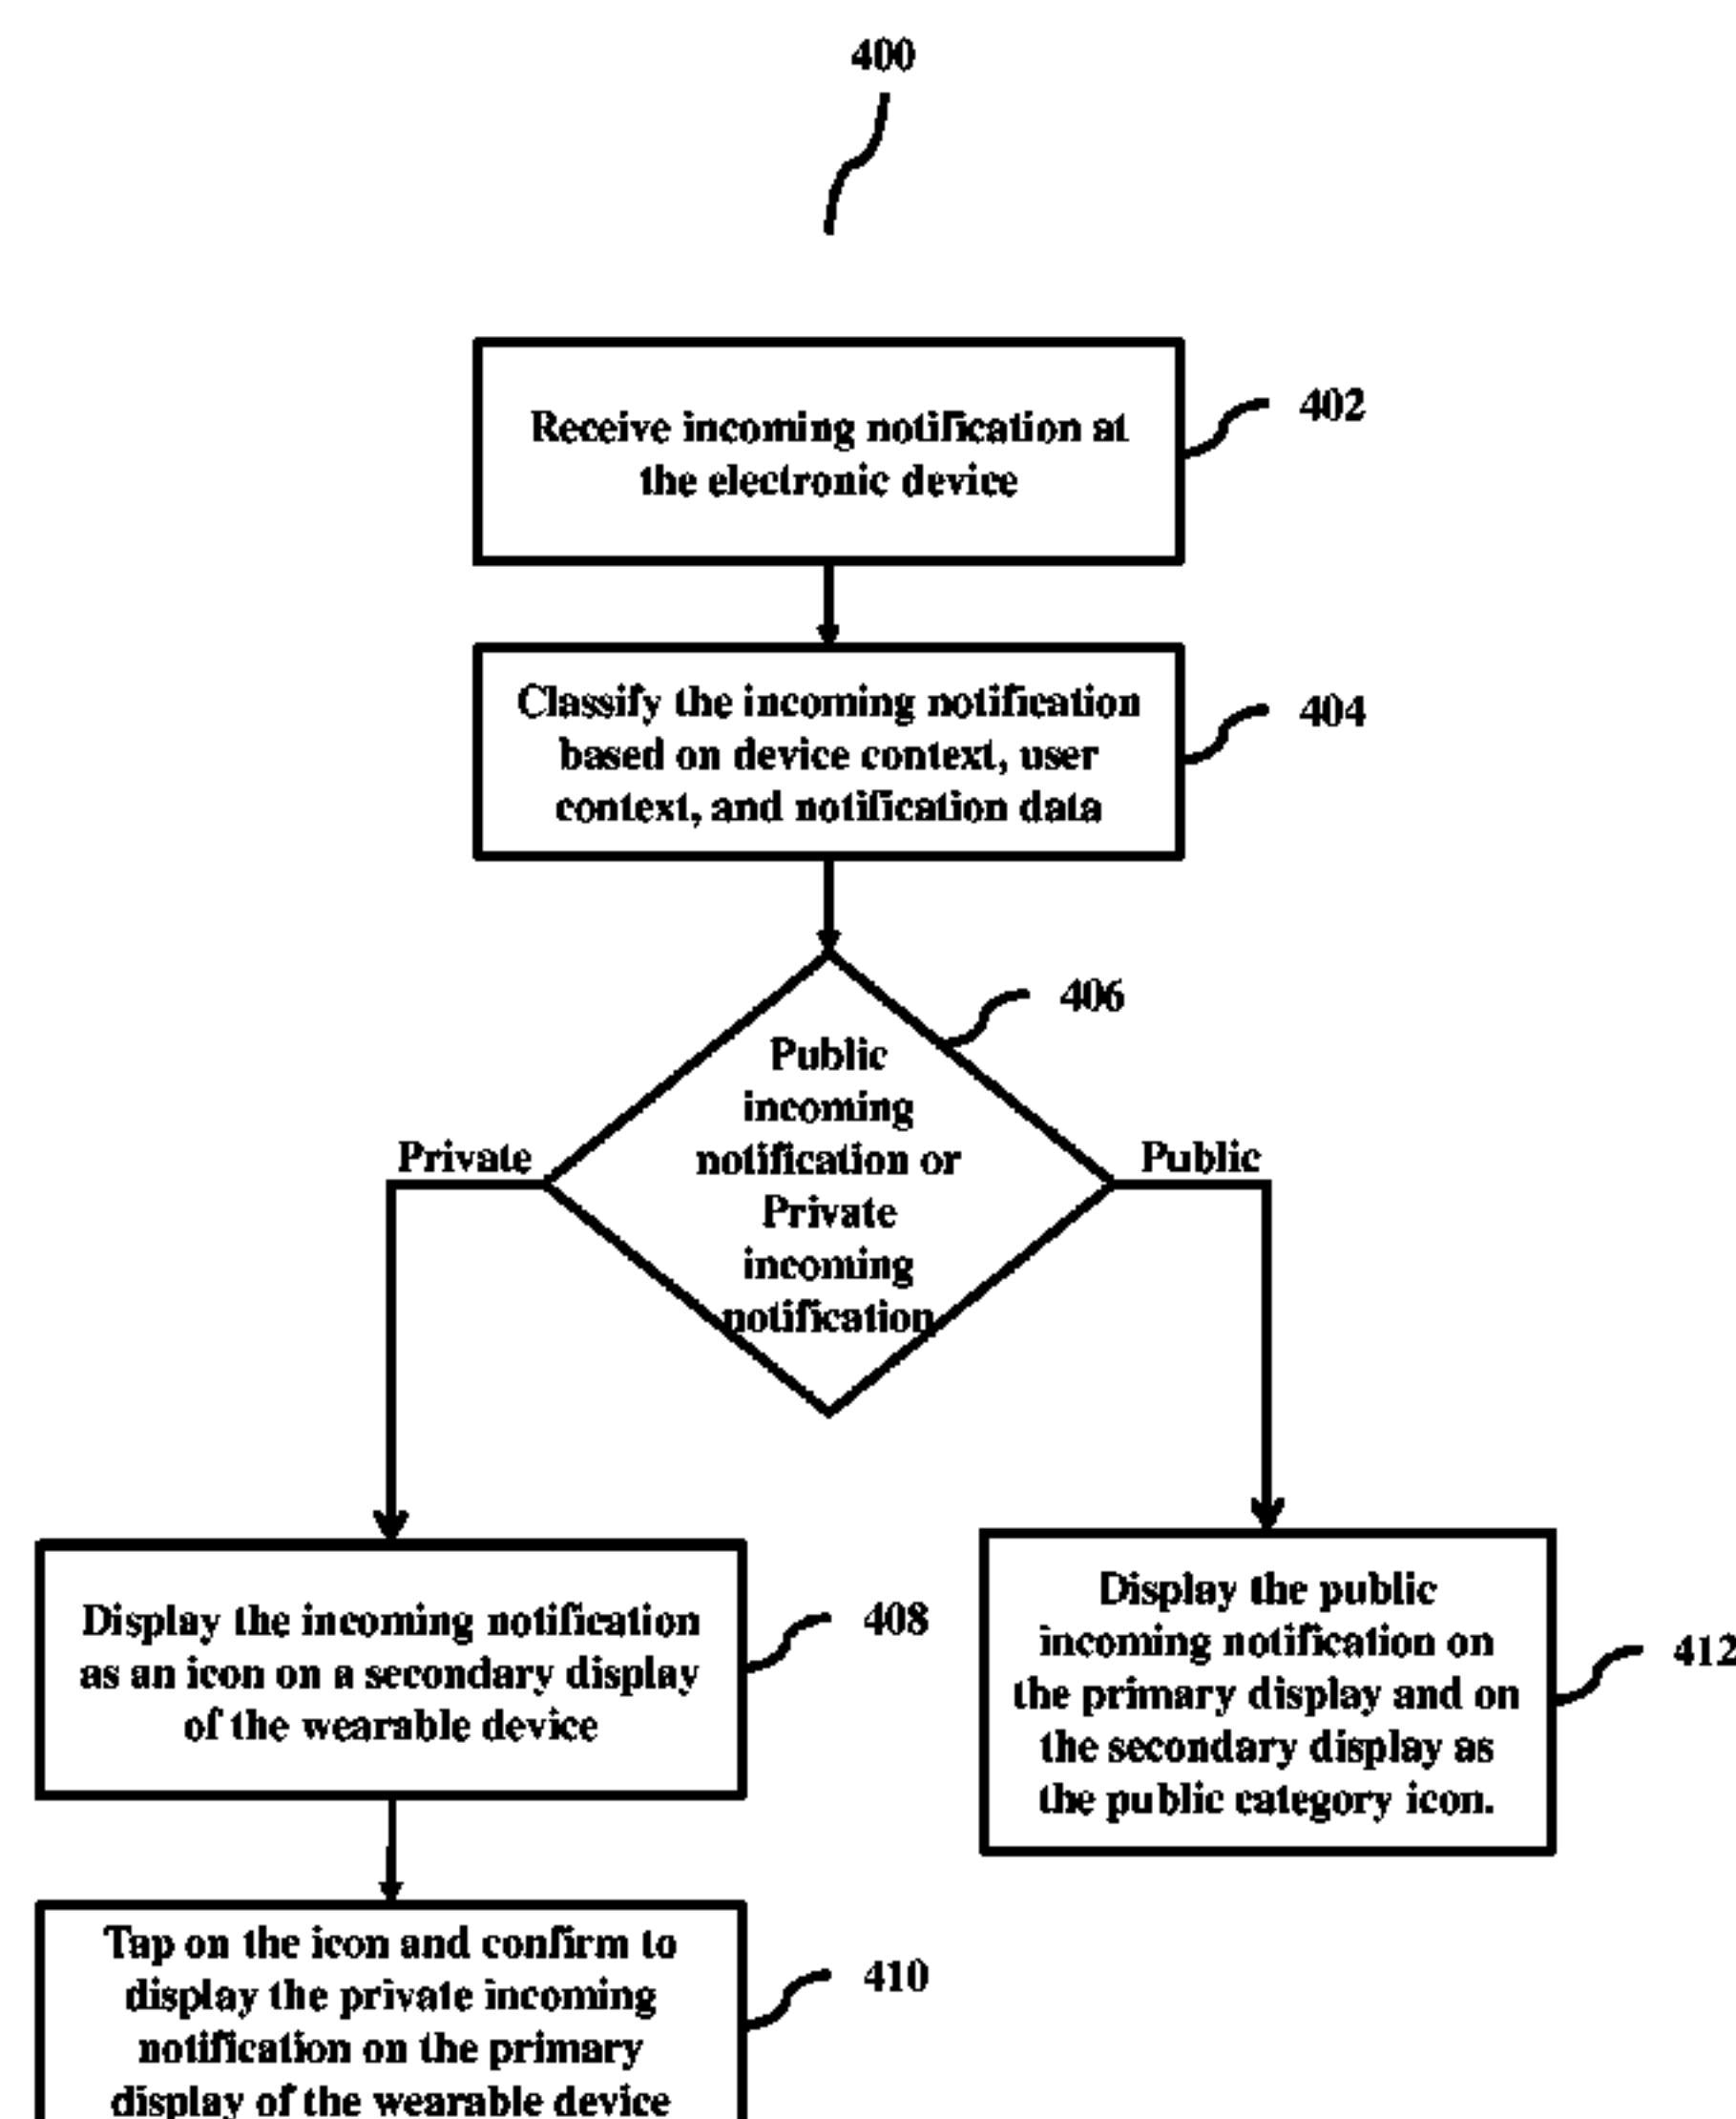 400
Receive incoming notification at
the electronic device
402
Classify the incoming notification
based on device context, user
context, and notification data
404
406
Public
incoming
notification or
Private
incoming
notification
Private
Public
Display the incoming notification
as an icon on a secondary display
of the wearable device
408
Display the public
incoming notification on
the primary display and on
the secondary display as
the public category icon.
412
Tap on the icon and confirm to
display the private incoming
notification on the primary
display of the wearable device
410